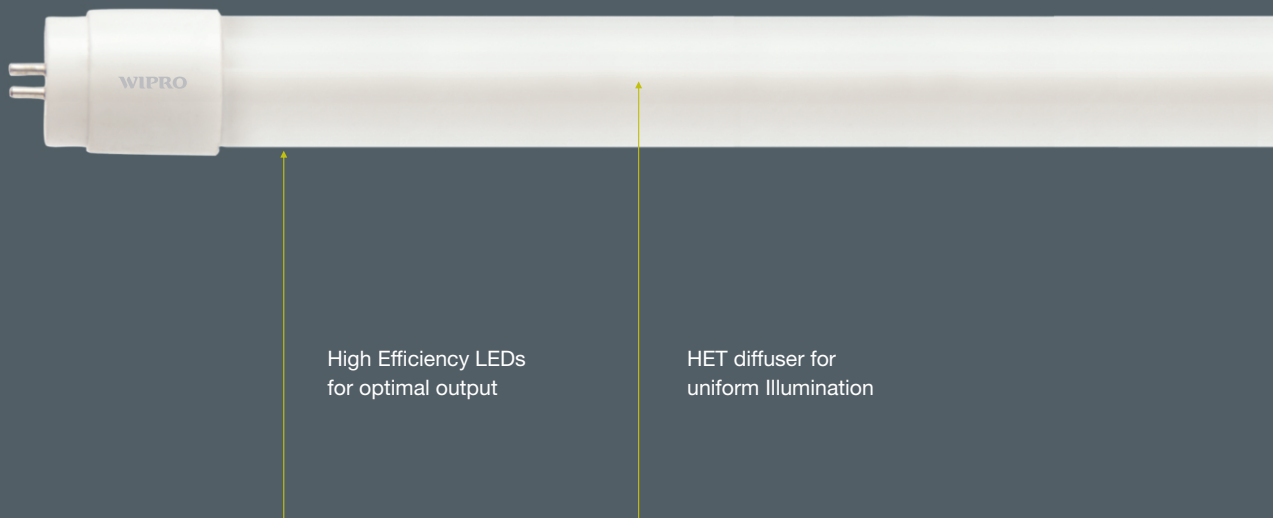 WIPRO
High Efficiency LEDs
for optimal output
HET diffuser for
uniform Illumination